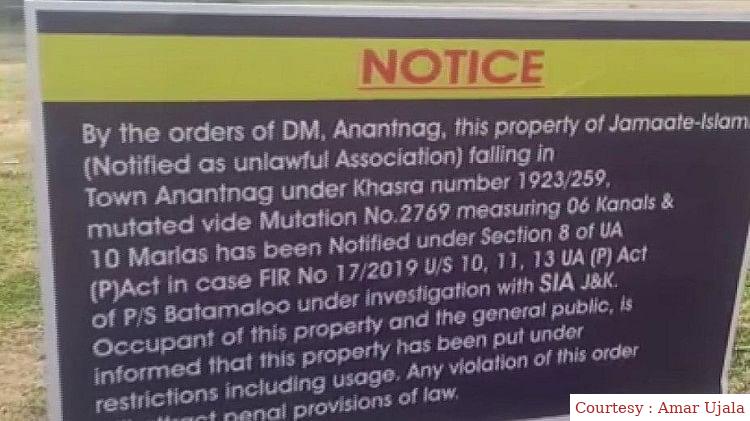 NOTICE
By the orders of DM, Anantnag, this property of Jamaate-Islam
(Notified as unlawful Association) falling in
Town Anantnag under Khasra number 1923/259,
mutated vide Mutation No.2769 measuring 06 Kanals &
10 Marlas has been Notified under Section 8 of UA
(P)Act in case FIR No 17/2019 U/S 10, 11, 13 UA (P) Act
of P/S Batamaloo under investigation with SIA J&K.
Occupant of this property and the general public, is
informed that this property has been put under
restrictions including usage. Any violation of this order
penal provisions of law.
Courtesy : Amar Ujala